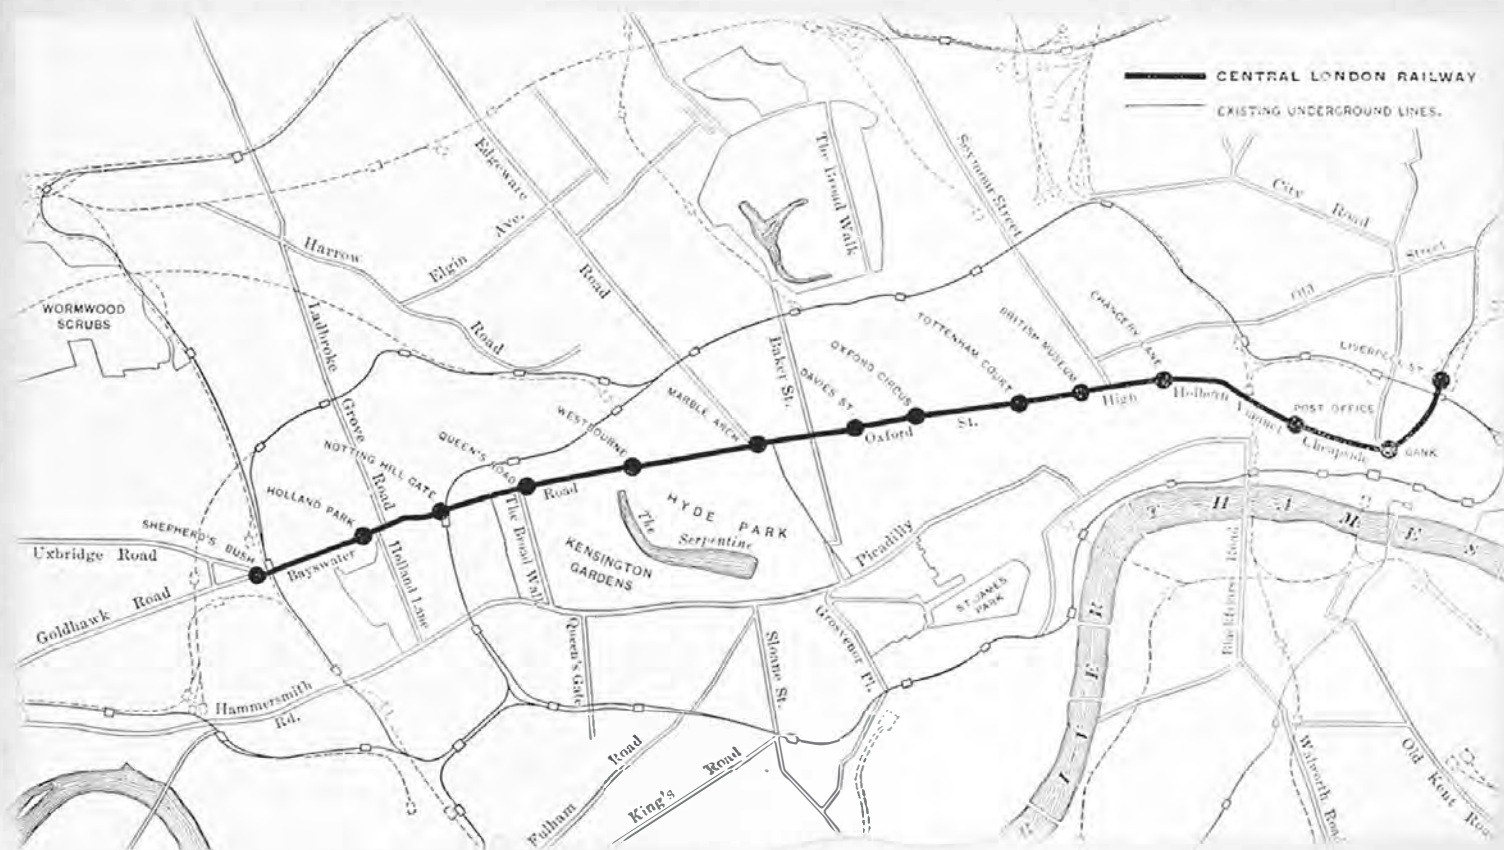 CENTRAL LONDON RAILWAY
EXISTING UNDERGROUND LINES.
Edgeware
Road
The Broad Walk
Seymour Street
City Road
Old Street
Harrow
Road
Elgin Ave.
WORMWOOD
SCRUBS
Ladbroke
Grove
Road
Baker St.
SHEPHERD'S BUSH
HOLLAND PARK
NOTTING HILL GATE
QUEEN'S ROAD
WESTBOURNE
MARBLE ARCH
DAVIES ST.
OXFORD CIRCUS
TOTTENHAM COURT
BRITISH MUSEUM
CHANCERY LANE
POST OFFICE
BANK
LIVERPOOL ST.
Bayswater
Road
Oxford
St.
High
Holborn
Cheapside
Uxbridge Road
Goldhawk Road
Holland Lane
The Broad Walk
KENSINGTON
GARDENS
HYDE PARK
The
Serpentine
Picadilly
ST JAMES
PARK
Grosvenor Pl.
Queen's Gate
Sloane St.
Hammersmith
Rd.
Fulham Road
King's Road
THAMES
RIVER
Blackfriars Road
Walworth Road
Old Kent Road